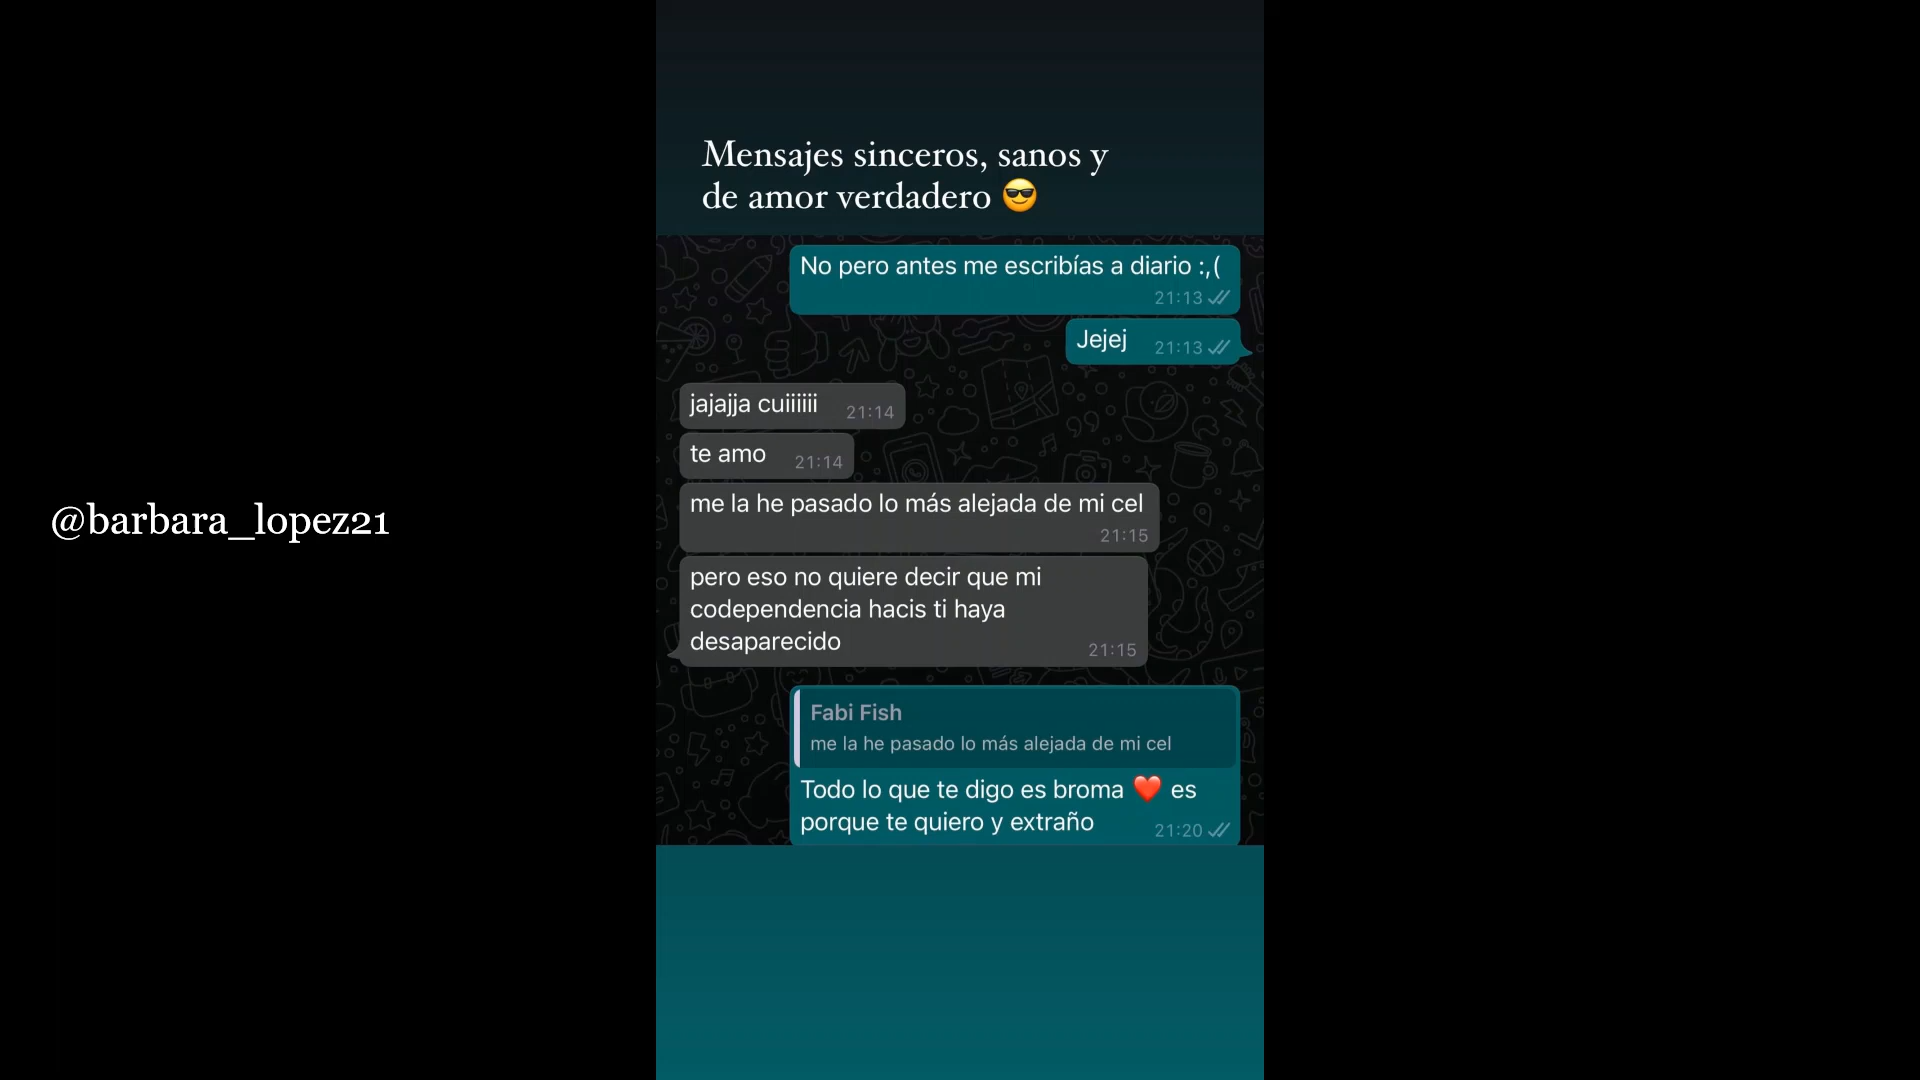 Mensajes sinceros, sanos y
de amor verdadero 😎
No pero antes me escribías a diario :,(
21:13
Jejej 21:13
jajajja cuiiiiii 21:14
te amo 21:14
me la he pasado lo más alejada de mi cel
21:15
pero eso no quiere decir que mi
codependencia hacis ti haya
desaparecido 21:15
Fabi Fish
me la he pasado lo más alejada de mi cel
Todo lo que te digo es broma ❤️ es
porque te quiero y extraño 21:20
@barbara_lopez21